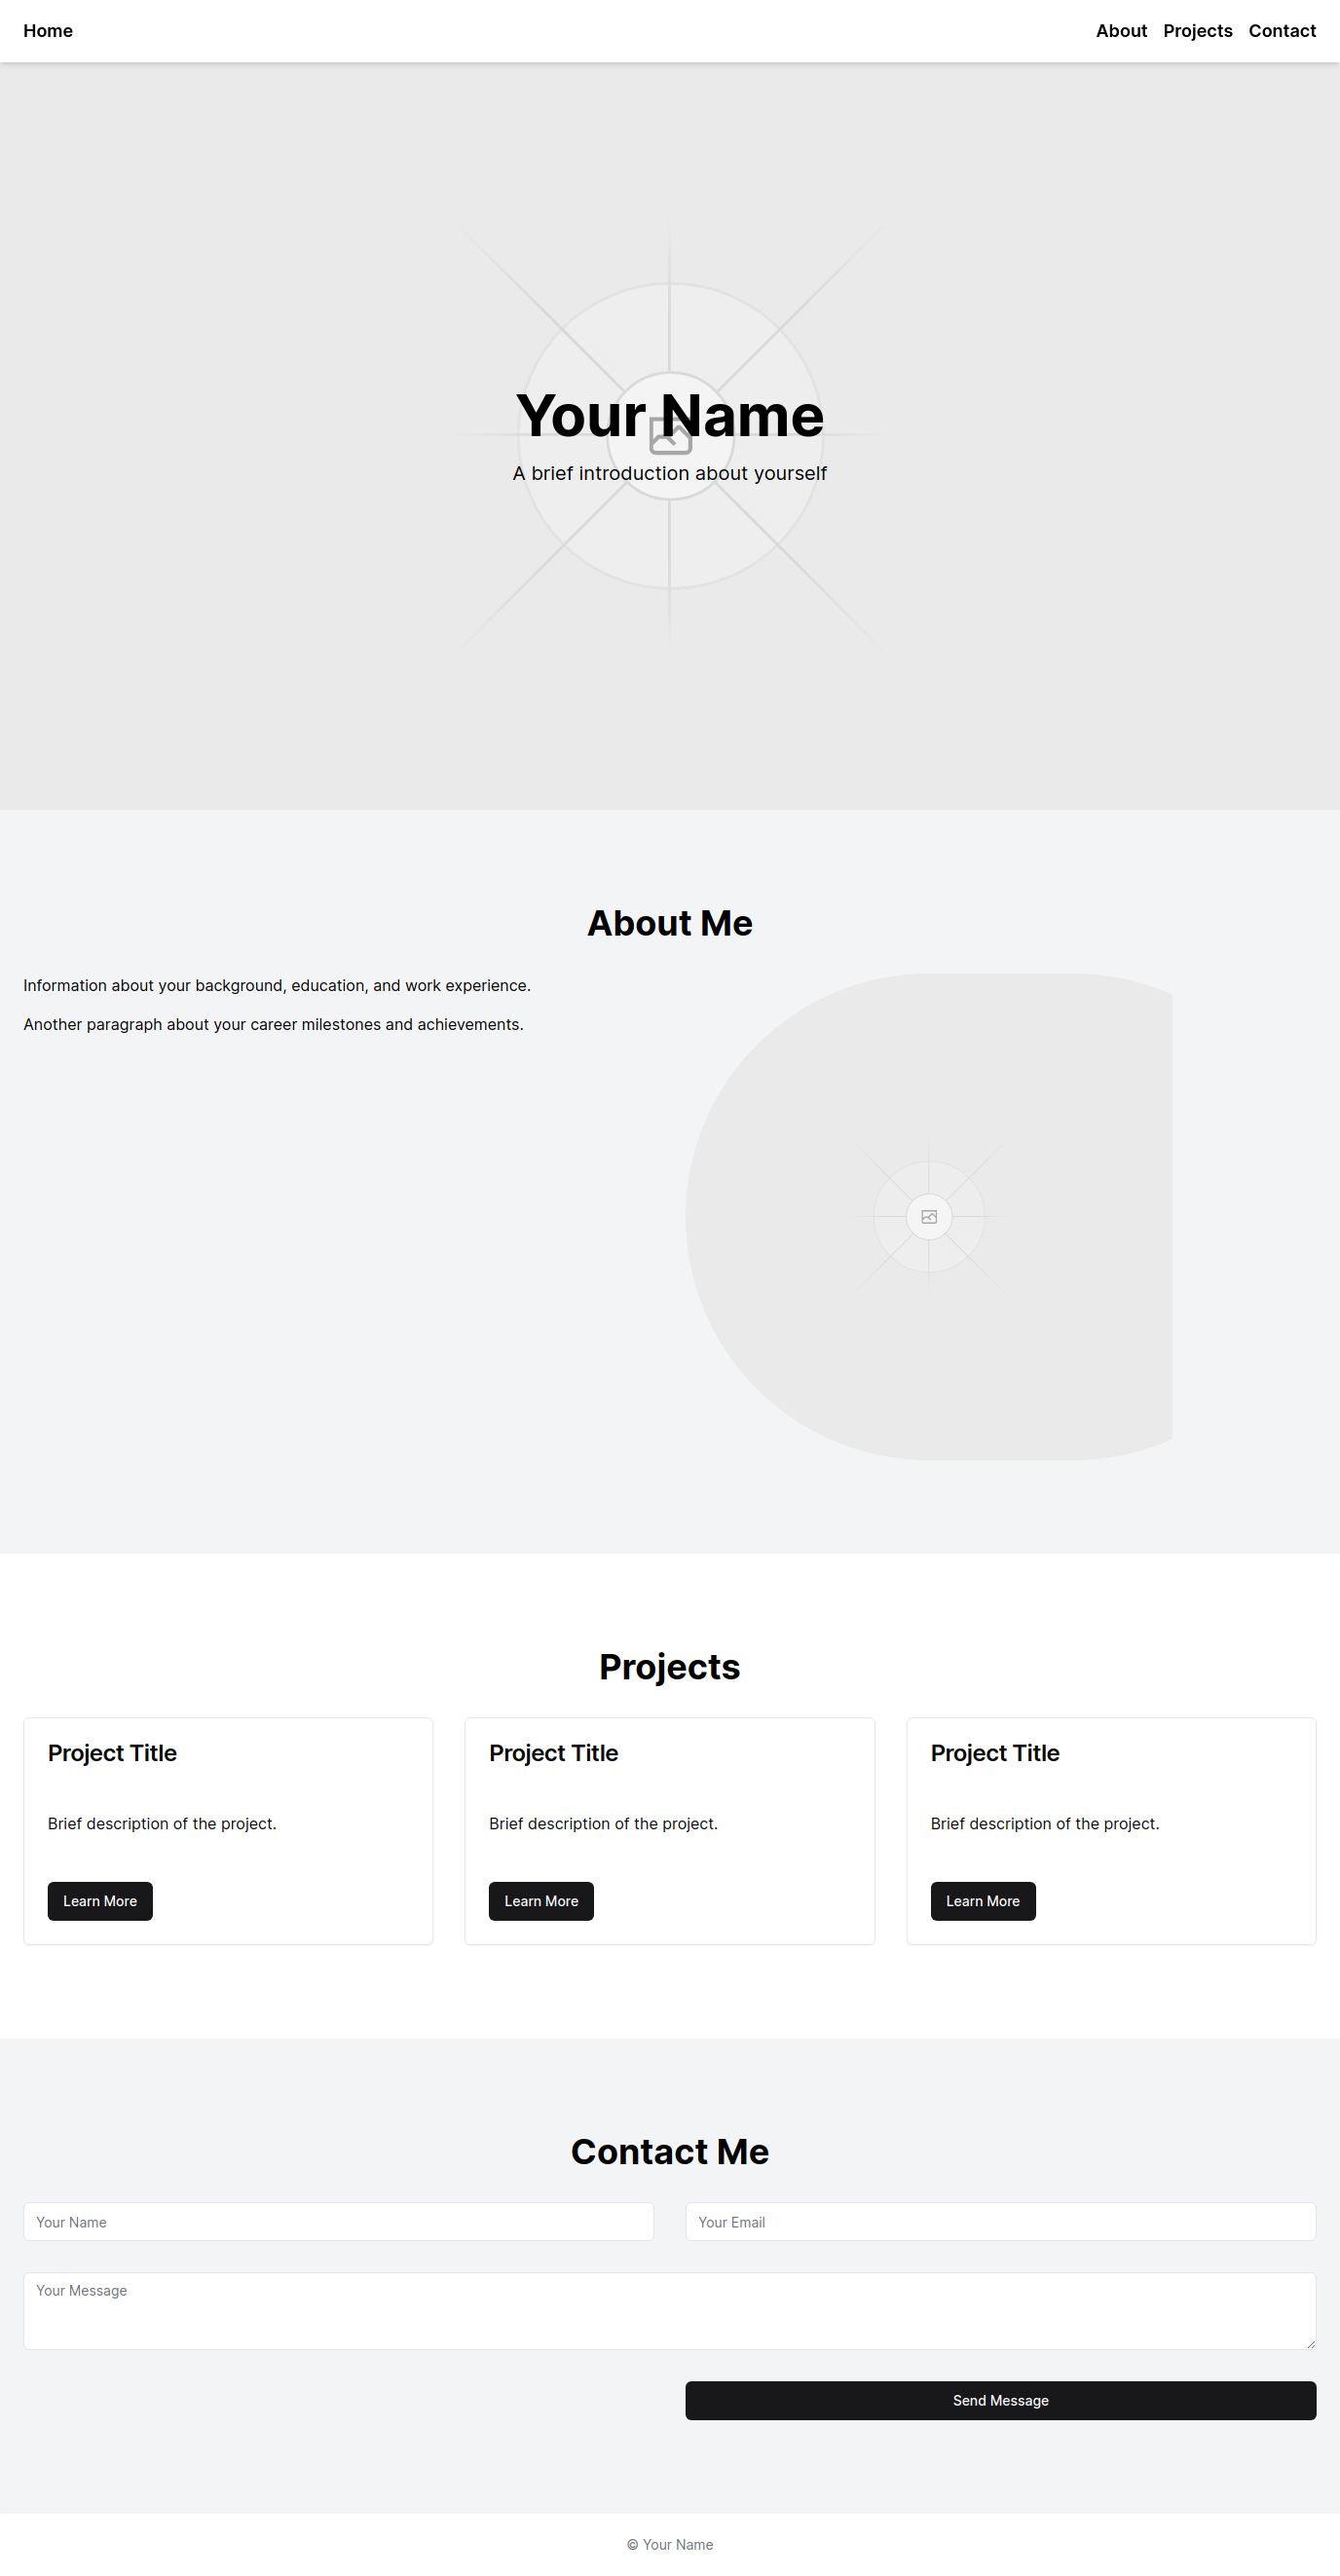 Home
About Projects Contact
Your Name
A brief introduction about yourself
About Me
Information about your background, education, and work experience.
Another paragraph about your career milestones and achievements.
Projects
Project Title
Brief description of the project.
Learn More
Project Title
Brief description of the project.
Learn More
Project Title
Brief description of the project.
Learn More
Contact Me
Your Name
Your Email
Your Message
Send Message
© Your Name